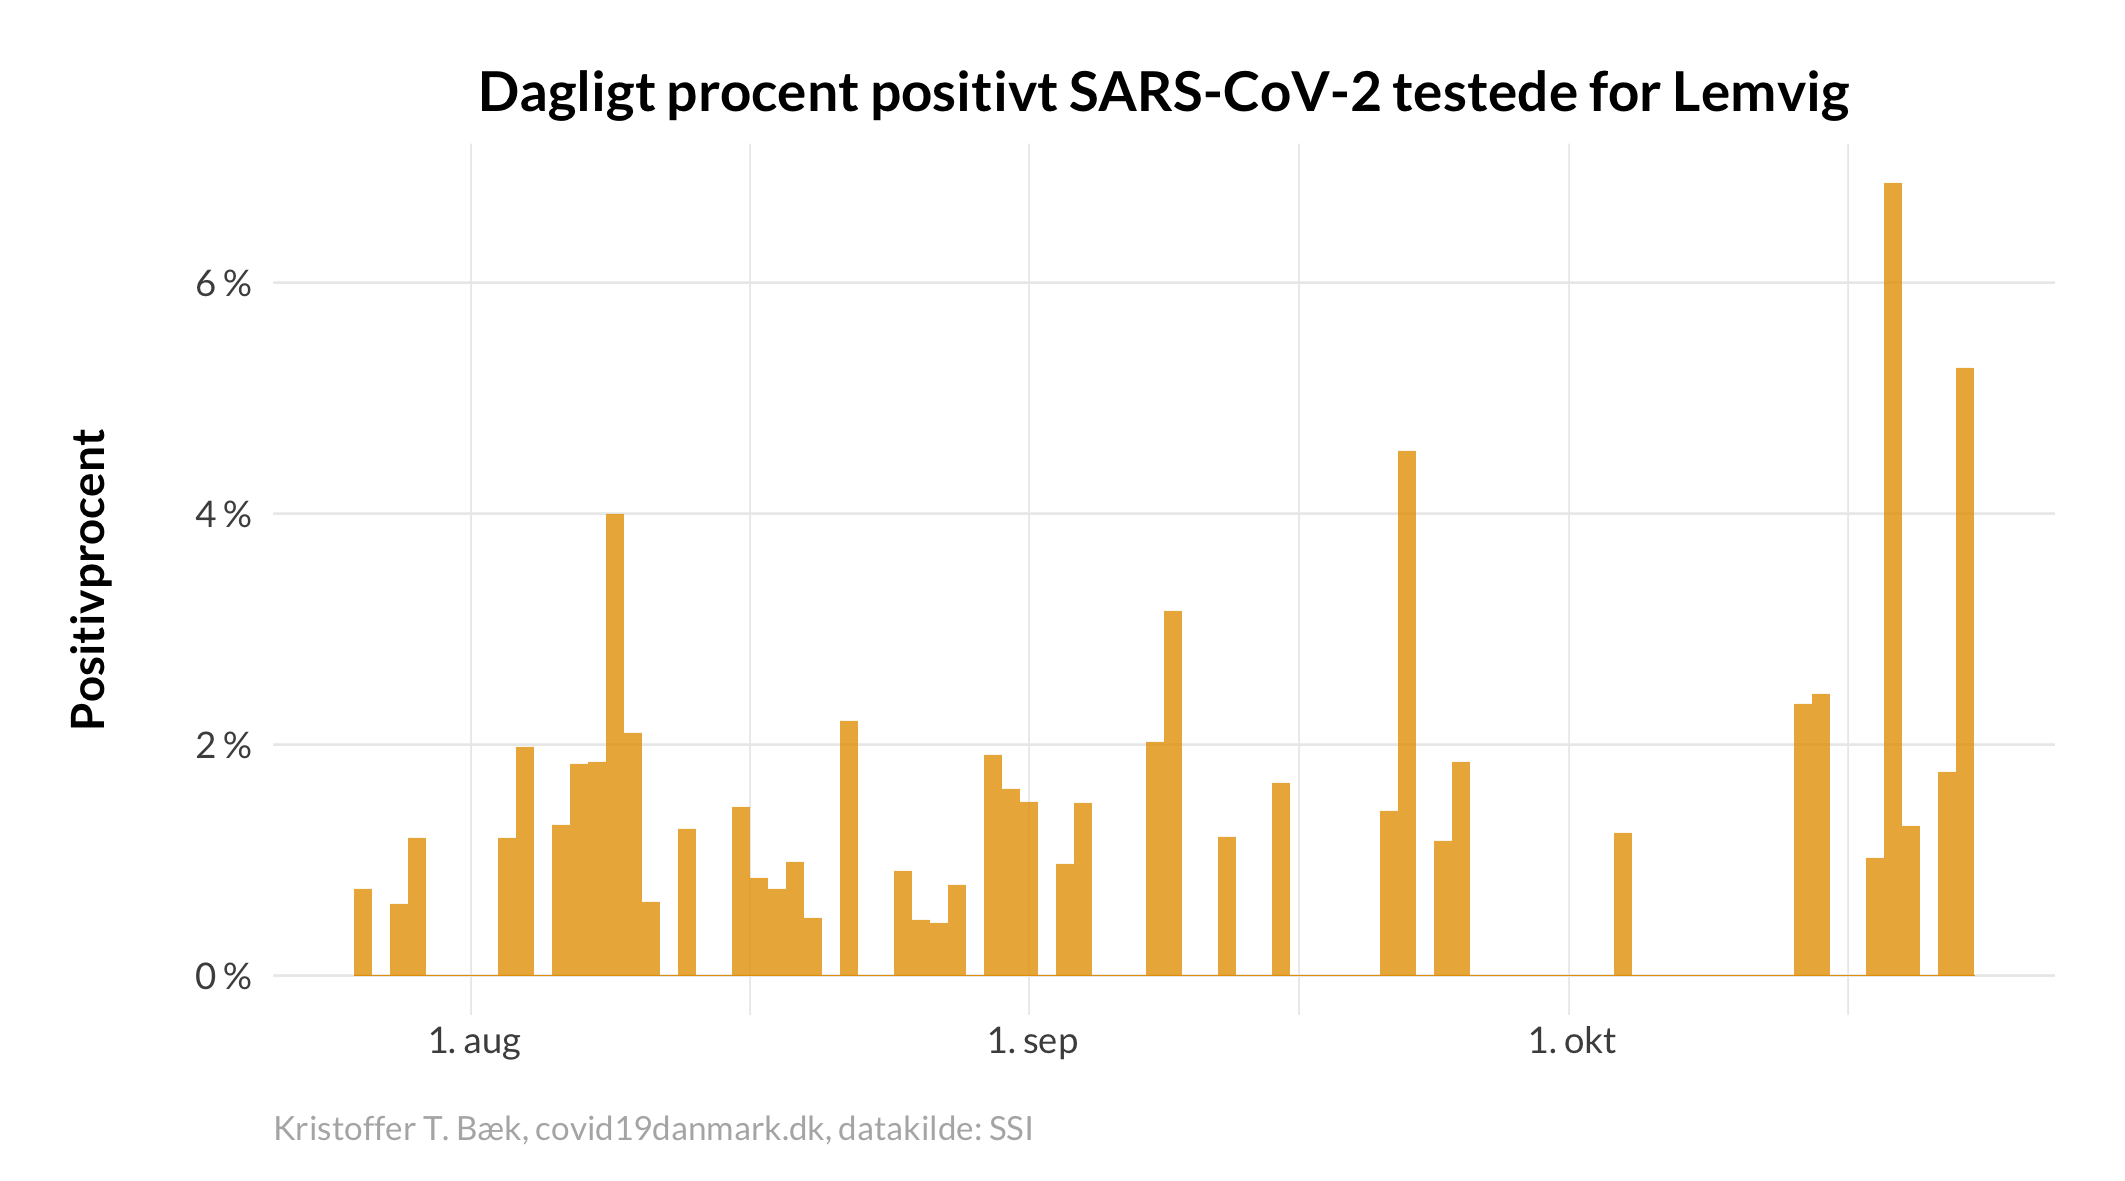 Dagligt procent positivt SARS-CoV-2 testede for Lemvig
Positivprocent
6 %
4 %
2 %
0 %
1. aug
1. sep
1. okt
Kristoffer T. Bæk, covid19danmark.dk, datakilde: SSI